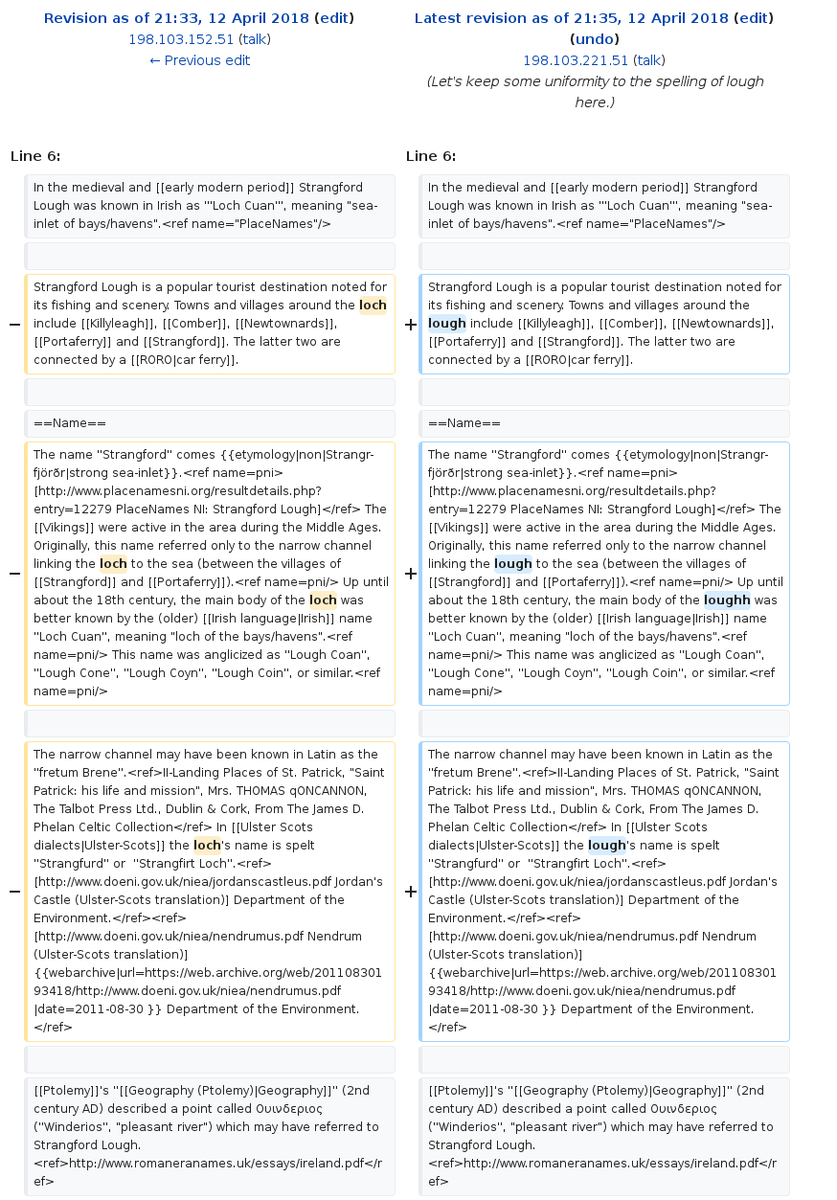 Revision as of 21:33, 12 April 2018 (edit)
198.103.152.51 (talk)
← Previous edit
Latest revision as of 21:35, 12 April 2018 (edit)
(undo)
198.103.221.51 (talk)
(Let's keep some uniformity to the spelling of lough
here.)
Line 6:
Line 6:
In the medieval and [[early modern period]] Strangford
Lough was known in Irish as '''Loch Cuan''', meaning "sea-
inlet of bays/havens".<ref name="PlaceNames"/>
In the medieval and [[early modern period]] Strangford
Lough was known in Irish as '''Loch Cuan''', meaning "sea-
inlet of bays/havens".<ref name="PlaceNames"/>
−
Strangford Lough is a popular tourist destination noted for
its fishing and scenery. Towns and villages around the loch
include [[Killyleagh]], [[Comber]], [[Newtownards]],
[[Portaferry]] and [[Strangford]]. The latter two are
connected by a [[RORO|car ferry]].
+
Strangford Lough is a popular tourist destination noted for
its fishing and scenery. Towns and villages around the
lough include [[Killyleagh]], [[Comber]], [[Newtownards]],
[[Portaferry]] and [[Strangford]]. The latter two are
connected by a [[RORO|car ferry]].
==Name==
==Name==
−
The name ''Strangford'' comes {{etymology|non|Strangr-
fjörðr|strong sea-inlet}}.<ref name=pni>
[http://www.placenamesni.org/resultdetails.php?
entry=12279 PlaceNames NI: Strangford Lough]</ref> The
[[Vikings]] were active in the area during the Middle Ages.
Originally, this name referred only to the narrow channel
linking the loch to the sea (between the villages of
[[Strangford]] and [[Portaferry]]).<ref name=pni/> Up until
about the 18th century, the main body of the loch was
better known by the (older) [[Irish language|Irish]] name
''Loch Cuan'', meaning "loch of the bays/havens".<ref
name=pni/> This name was anglicized as ''Lough Coan'',
''Lough Cone'', ''Lough Coyn'', ''Lough Coin'', or similar.<ref
name=pni/>
+
The name ''Strangford'' comes {{etymology|non|Strangr-
fjörðr|strong sea-inlet}}.<ref name=pni>
[http://www.placenamesni.org/resultdetails.php?
entry=12279 PlaceNames NI: Strangford Lough]</ref> The
[[Vikings]] were active in the area during the Middle Ages.
Originally, this name referred only to the narrow channel
linking the lough to the sea (between the villages of
[[Strangford]] and [[Portaferry]]).<ref name=pni/> Up until
about the 18th century, the main body of the loughh was
better known by the (older) [[Irish language|Irish]] name
''Loch Cuan'', meaning "loch of the bays/havens".<ref
name=pni/> This name was anglicized as ''Lough Coan'',
''Lough Cone'', ''Lough Coyn'', ''Lough Coin'', or similar.<ref
name=pni/>
−
The narrow channel may have been known in Latin as the
''fretum Brene''.<ref>II-Landing Places of St. Patrick, "Saint
Patrick: his life and mission", Mrs. THOMAS qONCANNON,
The Talbot Press Ltd., Dublin & Cork, From The James D.
Phelan Celtic Collection</ref> In [[Ulster Scots
dialects|Ulster-Scots]] the loch's name is spelt
''Strangfurd'' or  ''Strangfirt Loch''.<ref>
[http://www.doeni.gov.uk/niea/jordanscastleus.pdf Jordan's
Castle (Ulster-Scots translation)] Department of the
Environment.</ref><ref>
[http://www.doeni.gov.uk/niea/nendrumus.pdf Nendrum
(Ulster-Scots translation)]
{{webarchive|url=https://web.archive.org/web/201108301
93418/http://www.doeni.gov.uk/niea/nendrumus.pdf
|date=2011-08-30 }} Department of the Environment.
</ref>
+
The narrow channel may have been known in Latin as the
''fretum Brene''.<ref>II-Landing Places of St. Patrick, "Saint
Patrick: his life and mission", Mrs. THOMAS qONCANNON,
The Talbot Press Ltd., Dublin & Cork, From The James D.
Phelan Celtic Collection</ref> In [[Ulster Scots
dialects|Ulster-Scots]] the lough's name is spelt
''Strangfurd'' or  ''Strangfirt Loch''.<ref>
[http://www.doeni.gov.uk/niea/jordanscastleus.pdf Jordan's
Castle (Ulster-Scots translation)] Department of the
Environment.</ref><ref>
[http://www.doeni.gov.uk/niea/nendrumus.pdf Nendrum
(Ulster-Scots translation)]
{{webarchive|url=https://web.archive.org/web/201108301
93418/http://www.doeni.gov.uk/niea/nendrumus.pdf
|date=2011-08-30 }} Department of the Environment.
</ref>
[[Ptolemy]]'s ''[[Geography (Ptolemy)|Geography]]'' (2nd
century AD) described a point called Ουινδεριος
(''Winderios'', "pleasant river") which may have referred to
Strangford Lough.
<ref>http://www.romaneranames.uk/essays/ireland.pdf</r
ef>
[[Ptolemy]]'s ''[[Geography (Ptolemy)|Geography]]'' (2nd
century AD) described a point called Ουινδεριος
(''Winderios'', "pleasant river") which may have referred to
Strangford Lough.
<ref>http://www.romaneranames.uk/essays/ireland.pdf</r
ef>